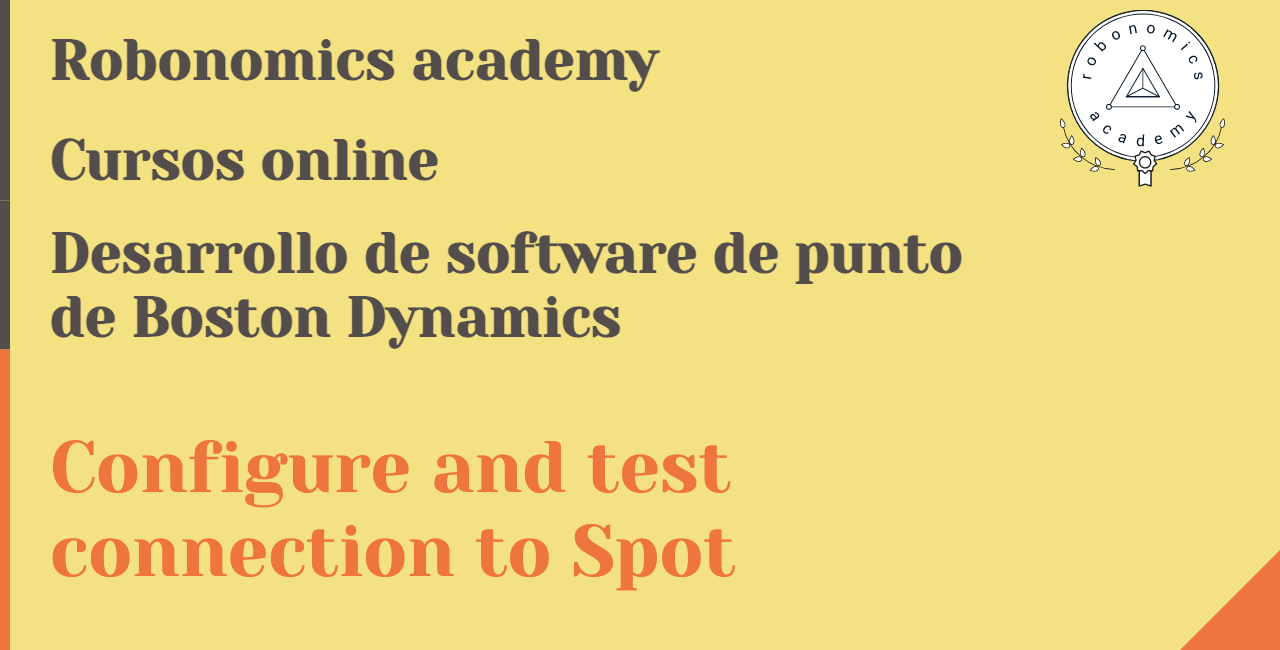 Robonomics academy
robonomics
academy
Cursos online
Desarrollo de software de punto
de Boston Dynamics
Configure and test
connection to Spot